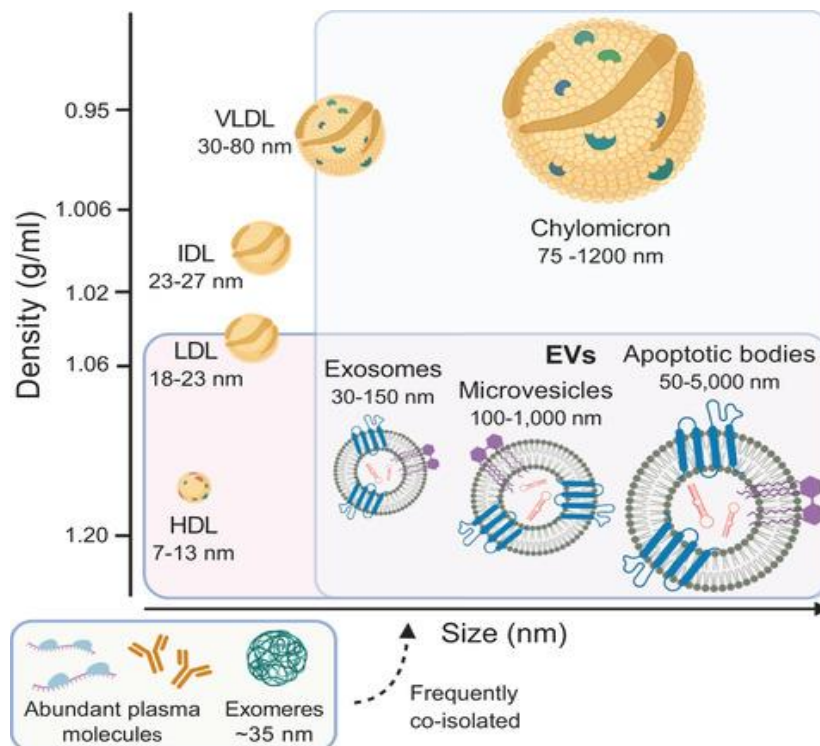 Density (g/ml)
0.95
1.006
1.02
1.06
1.20
VLDL
30-80 nm
IDL
23-27 nm
LDL
18-23 nm
HDL
7-13 nm
Chylomicron
75 -1200 nm
EVs
Exosomes
30-150 nm
Microvesicles
100-1,000 nm
Apoptotic bodies
50-5,000 nm
Size (nm)
Abundant plasma
molecules
Exomeres
~35 nm
Frequently
co-isolated